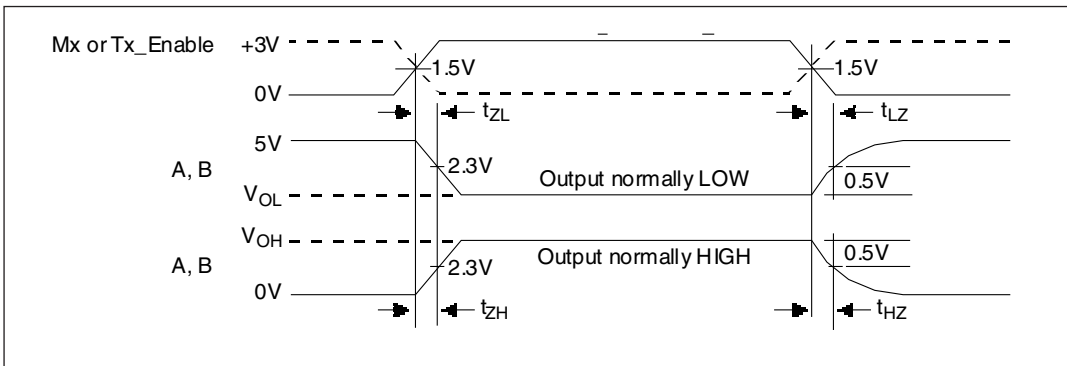 Mx or Tx_Enable +3V
1.5V 1.5V
0V
tZL tLZ
5V
A, B 2.3V
Output normally LOW 0.5V
VOL
VOH
A, B 2.3V Output normally HIGH 0.5V
0V
tZH tHZ